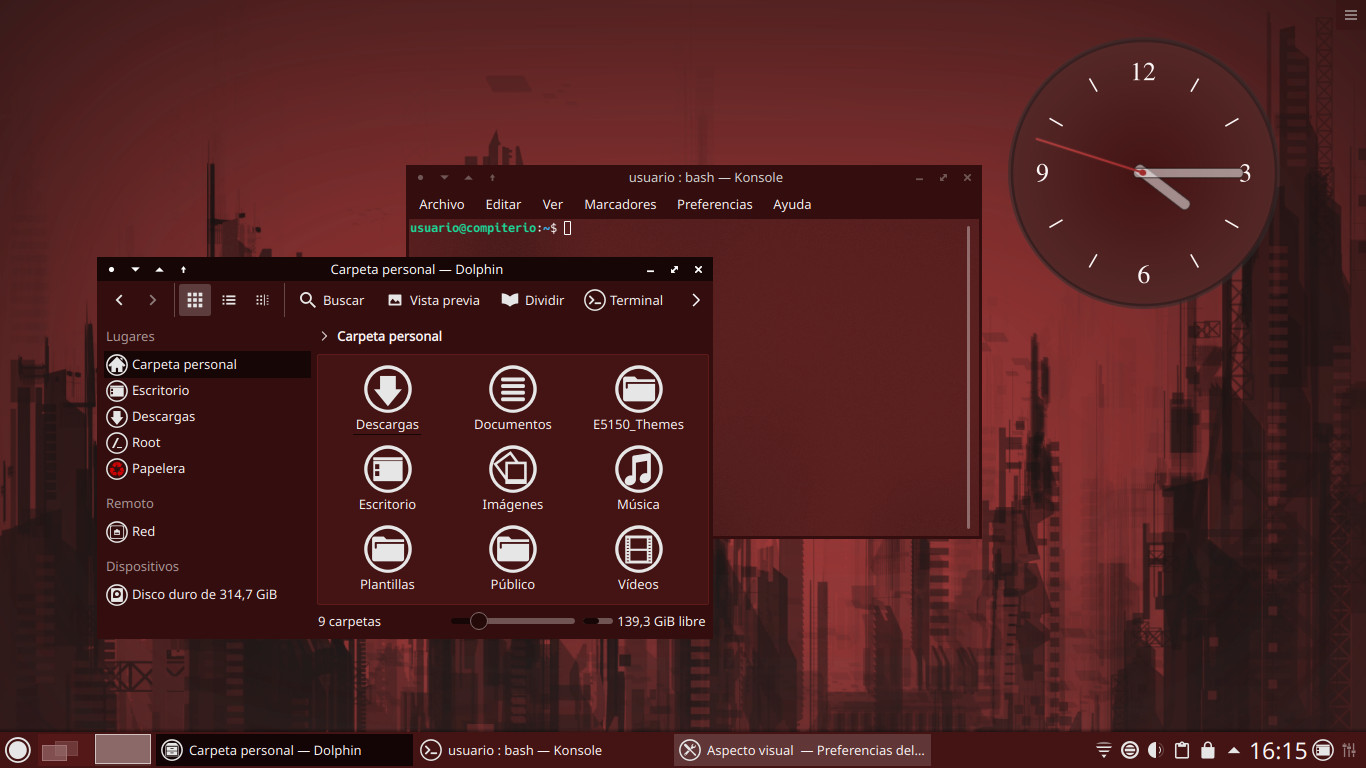 12
9
3
6
usuario : bash — Konsole
Archivo Editar Ver Marcadores Preferencias Ayuda
usuario@compiterio:~$
Carpeta personal — Dolphin
Buscar Vista previa Dividir Terminal
Lugares
Carpeta personal
Escritorio
Descargas
Root
Papelera
Remoto
Red
Dispositivos
Disco duro de 314,7 GiB
Carpeta personal
Descargas Documentos E5150_Themes
Escritorio Imágenes Música
Plantillas Público Vídeos
9 carpetas 139,3 GiB libre
Carpeta personal — Dolphin usuario : bash — Konsole Aspecto visual — Preferencias del... 16:15